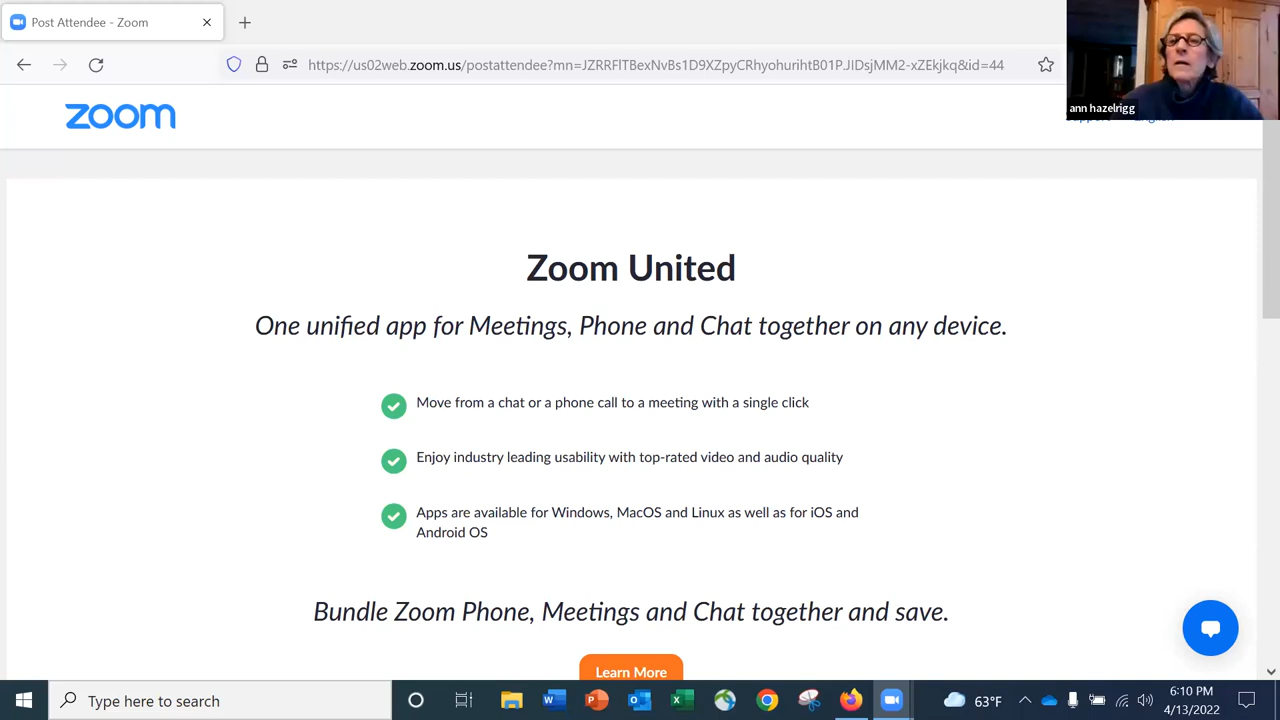 Post Attendee - Zoom
https://us02web.zoom.us/postattendee?mn=JZRRFlTBexNvBs1D9XZpyCRhyohurihtB01P.JIDsjMM2-xZEkjkq&id=44
ann hazelrigg
zoom
Zoom United
One unified app for Meetings, Phone and Chat together on any device.
Move from a chat or a phone call to a meeting with a single click
Enjoy industry leading usability with top-rated video and audio quality
Apps are available for Windows, MacOS and Linux as well as for iOS and
Android OS
Bundle Zoom Phone, Meetings and Chat together and save.
Learn More
Type here to search
63°F
6:10 PM
4/13/2022